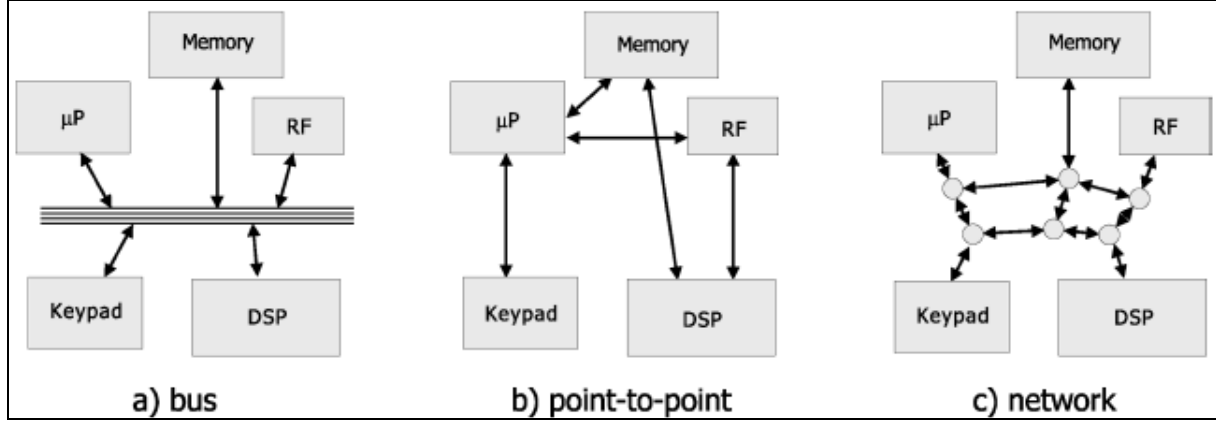 Memory
μP
RF
Keypad
DSP
a) bus
Memory
μP
RF
Keypad
DSP
b) point-to-point
Memory
μP
RF
Keypad
DSP
c) network